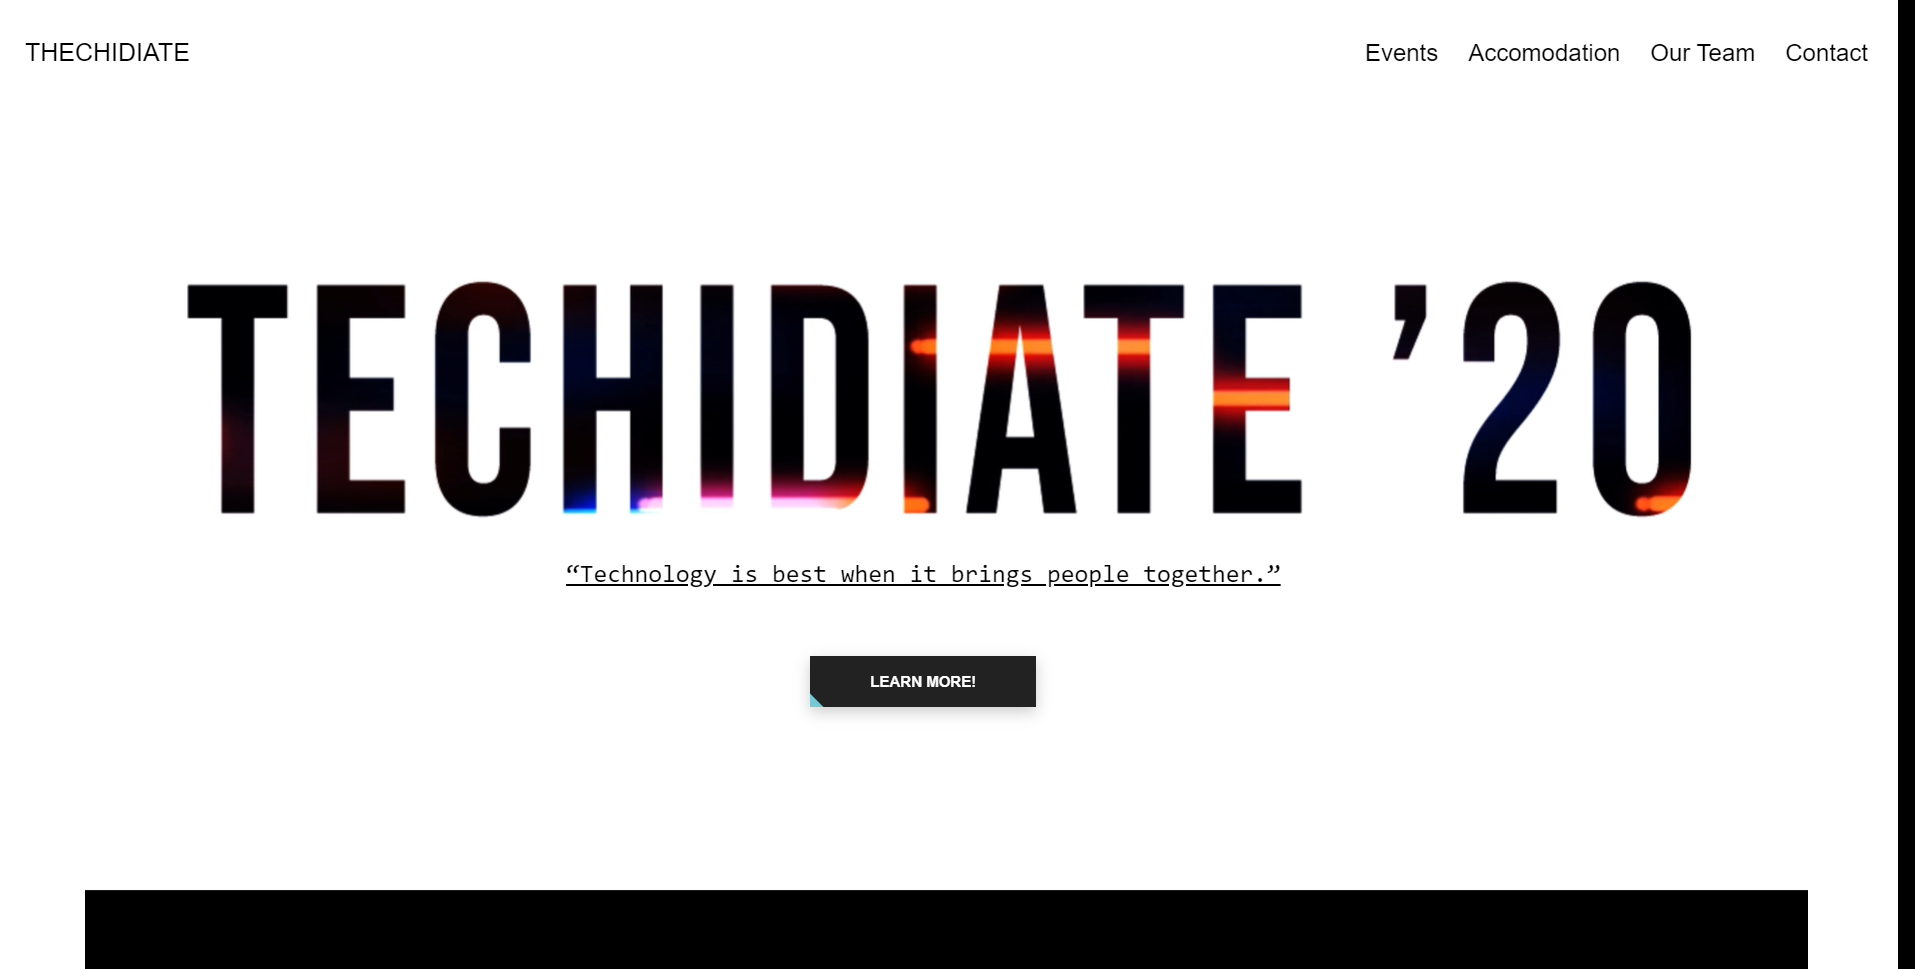 THECHIDIATE
Events Accomodation Our Team Contact
TECHIDIATE ’20
“Technology is best when it brings people together.”
LEARN MORE!